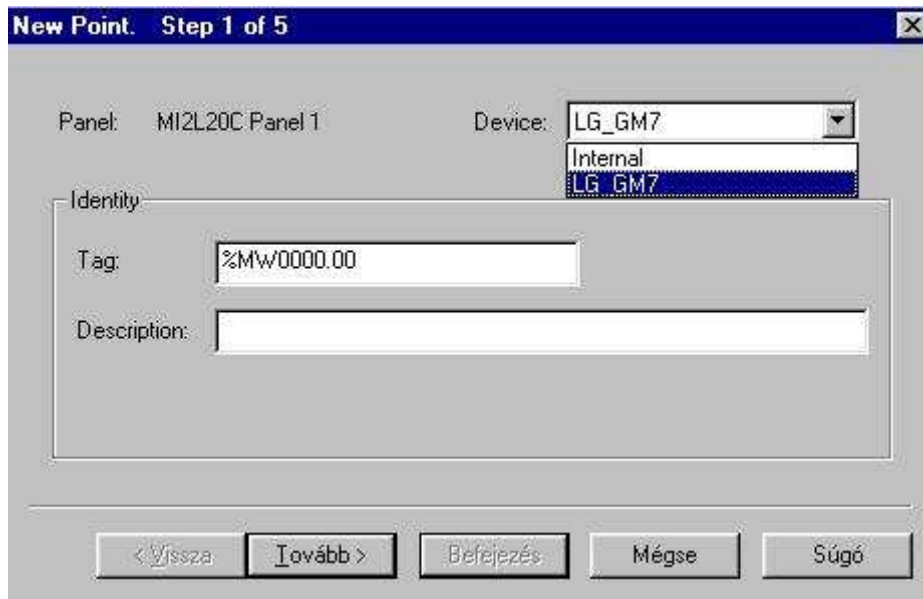 New Point. Step 1 of 5
Panel: MI2L20C Panel 1 Device: LG_GM7
Internal
LG_GM7
Identity
Tag: %MW0000.00
Description:
< Vissza Tovább > Befejezés Mégse Súgó